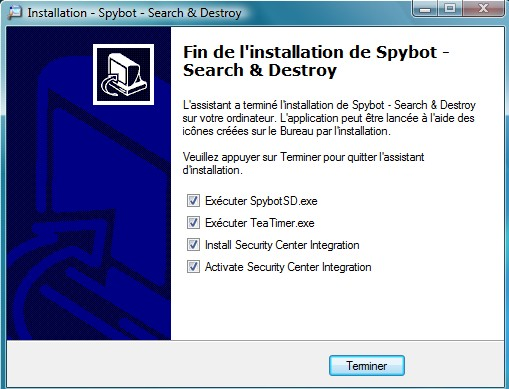 Installation - Spybot - Search & Destroy
Fin de l'installation de Spybot -
Search & Destroy
L'assistant a terminé l'installation de Spybot - Search & Destroy
sur votre ordinateur. L'application peut être lancée à l'aide des
icônes créées sur le Bureau par l'installation.
Veuillez appuyer sur Terminer pour quitter l'assistant
d'installation.
Exécuter SpybotSD.exe
Exécuter TeaTimer.exe
Install Security Center Integration
Activate Security Center Integration
Terminer